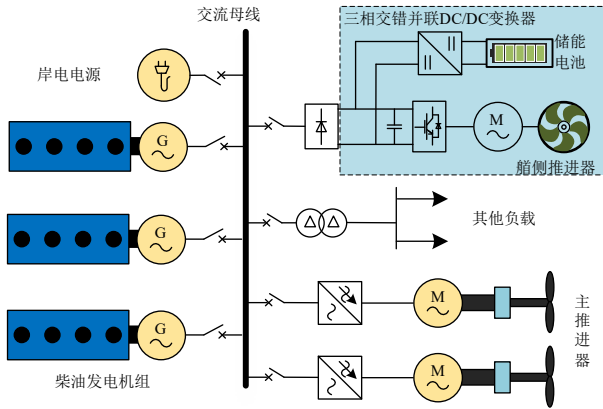 交流母线
三相交错并联DC/DC变换器
岸电电源
储能
电池
G
M
艏侧推进器
G
其他负载
G
M
主推进器
M
柴油发电机组